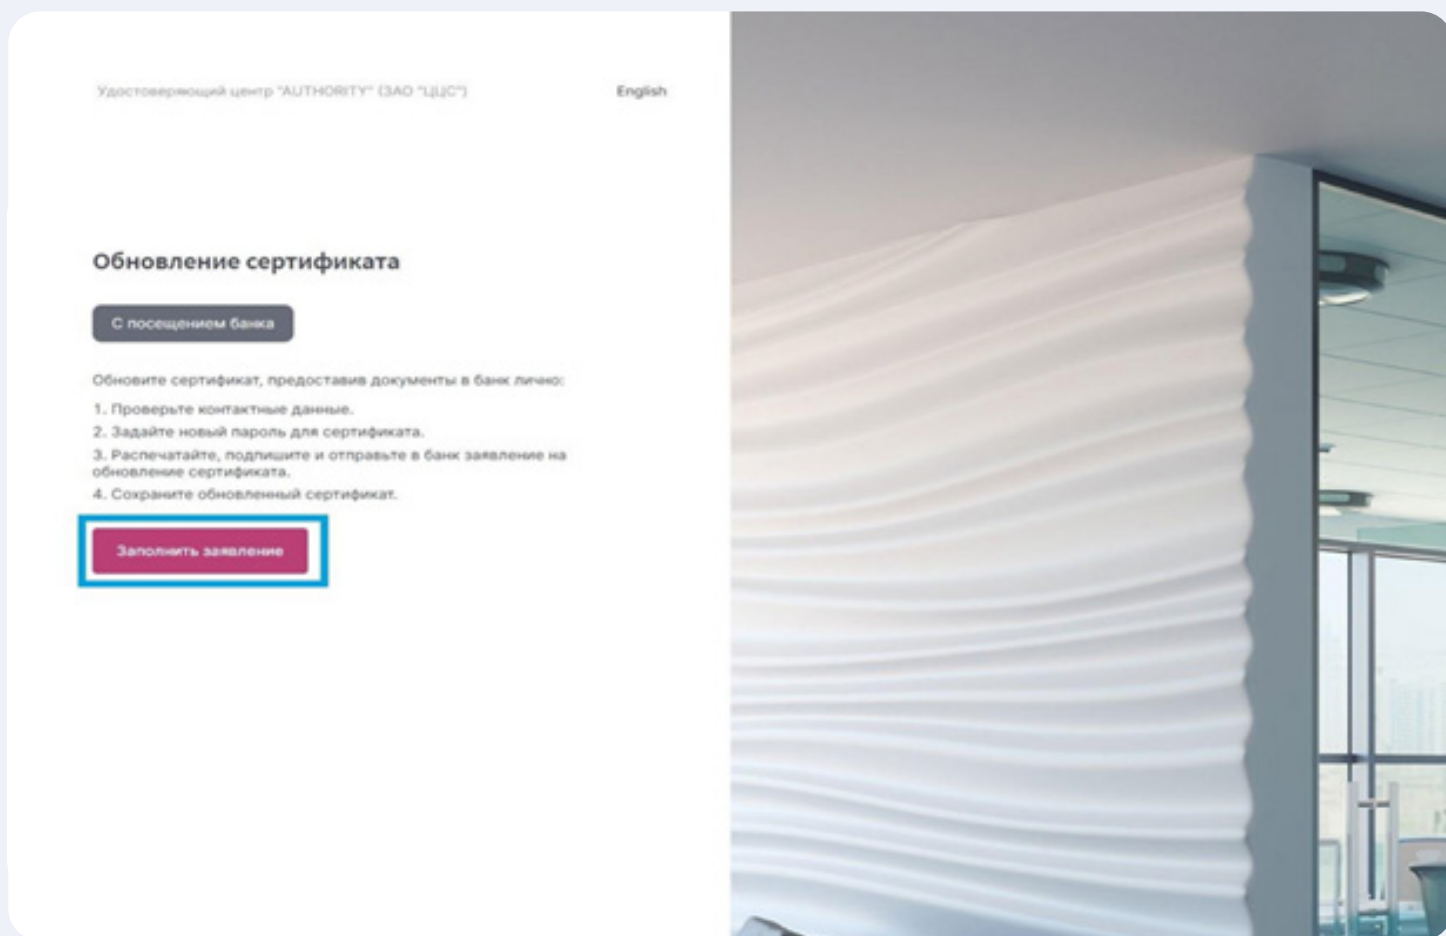 Удостоверяющий центр "AUTHORITY" (ЗАО "ЦЦС")
English
Обновление сертификата
С посещением банка
Обновите сертификат, предоставив документы в банк лично:
1. Проверьте контактные данные.
2. Задайте новый пароль для сертификата.
3. Распечатайте, подпишите и отправьте в банк заявление на
обновление сертификата.
4. Сохраните обновленный сертификат.
Заполнить заявление